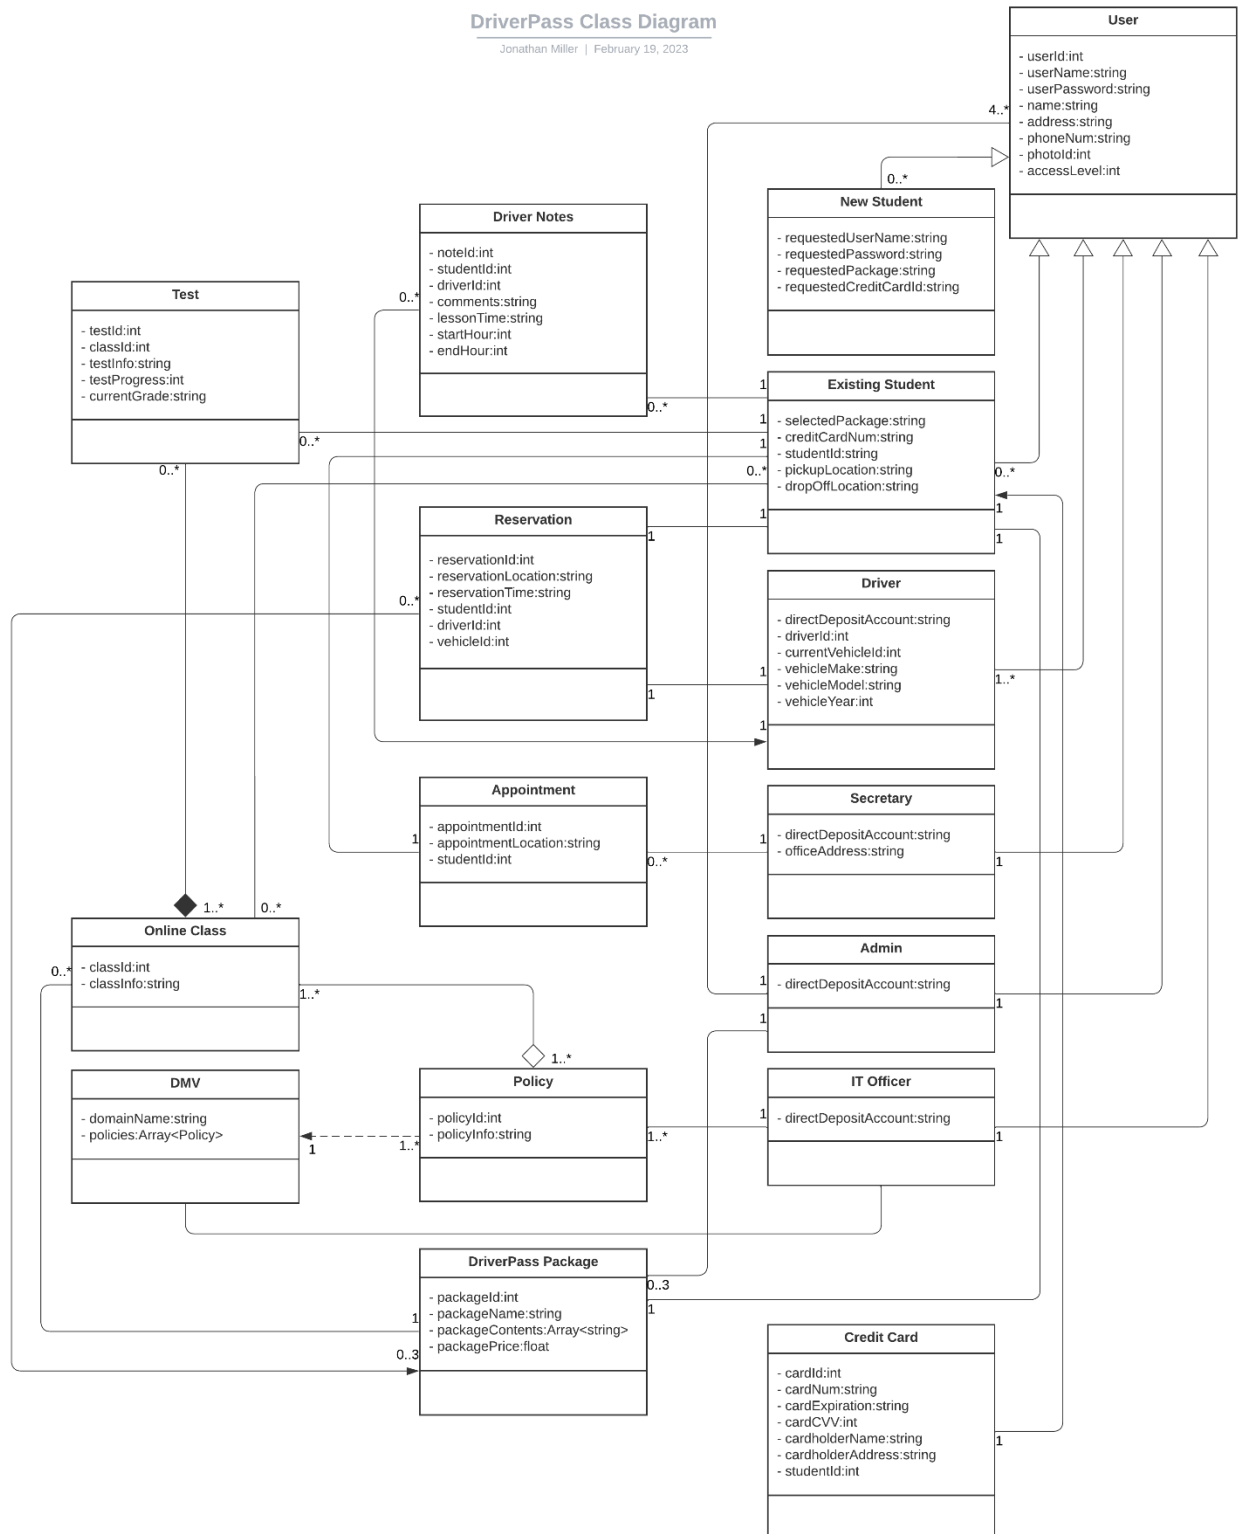 DriverPass Class Diagram
Jonathan Miller | February 19, 2023
User
- userId:int
- userName:string
- userPassword:string
- name:string
- address:string
- phoneNum:string
- photoId:int
- accessLevel:int
4..*
0..*
New Student
- requestedUserName:string
- requestedPassword:string
- requestedPackage:string
- requestedCreditCardId:string
Driver Notes
- noteId:int
- studentId:int
- driverId:int
- comments:string
- lessonTime:string
- startHour:int
- endHour:int
0..*
0..*
Test
- testId:int
- classId:int
- testInfo:string
- testProgress:int
- currentGrade:string
0..*
0..*
Existing Student
- selectedPackage:string
- creditCardNum:string
- studentId:string
- pickupLocation:string
- dropOffLocation:string
1
1
1
0..*
1
0..*
1
1
Reservation
- reservationId:int
- reservationLocation:string
- reservationTime:string
- studentId:int
- driverId:int
- vehicleId:int
1
0..*
1
Driver
- directDepositAccount:string
- driverId:int
- currentVehicleId:int
- vehicleMake:string
- vehicleModel:string
- vehicleYear:int
1
1
1..*
Appointment
- appointmentId:int
- appointmentLocation:string
- studentId:int
1
0..*
Secretary
- directDepositAccount:string
- officeAddress:string
1
1
1..*
0..*
Online Class
- classId:int
- classInfo:string
0..*
1..*
Admin
- directDepositAccount:string
1
1
1
1..*
DMV
- domainName:string
- policies:Array<Policy>
1
Policy
- policyId:int
- policyInfo:string
1..*
1..*
IT Officer
- directDepositAccount:string
1
1
DriverPass Package
- packageId:int
- packageName:string
- packageContents:Array<string>
- packagePrice:float
0..3
1
1
0..3
Credit Card
- cardId:int
- cardNum:string
- cardExpiration:string
- cardCVV:int
- cardholderName:string
- cardholderAddress:string
- studentId:int
1